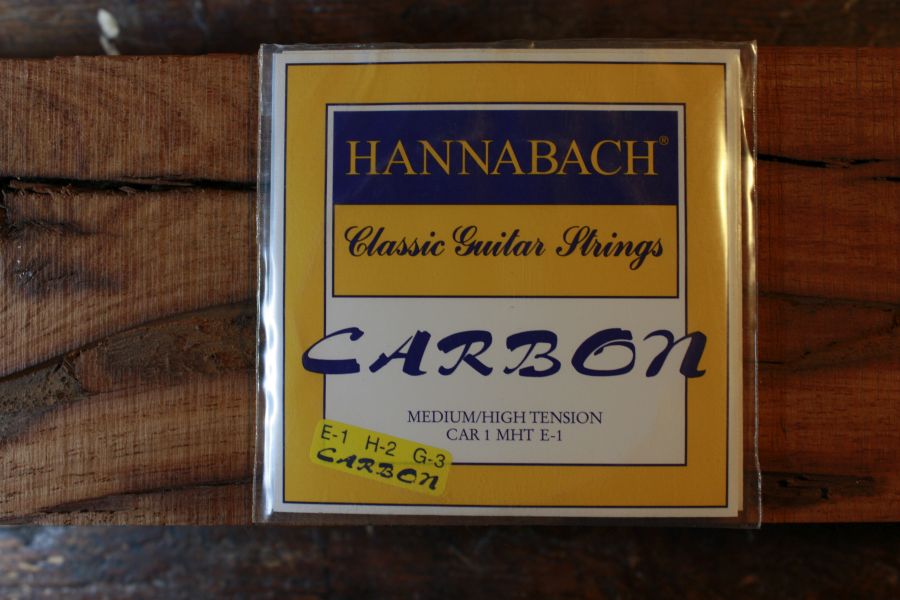 HANNABACH®
Classic Guitar Strings
CARBON
MEDIUM/HIGH TENSION
CAR 1 MHT E-1
E-1 H-2 G-3
CARBON